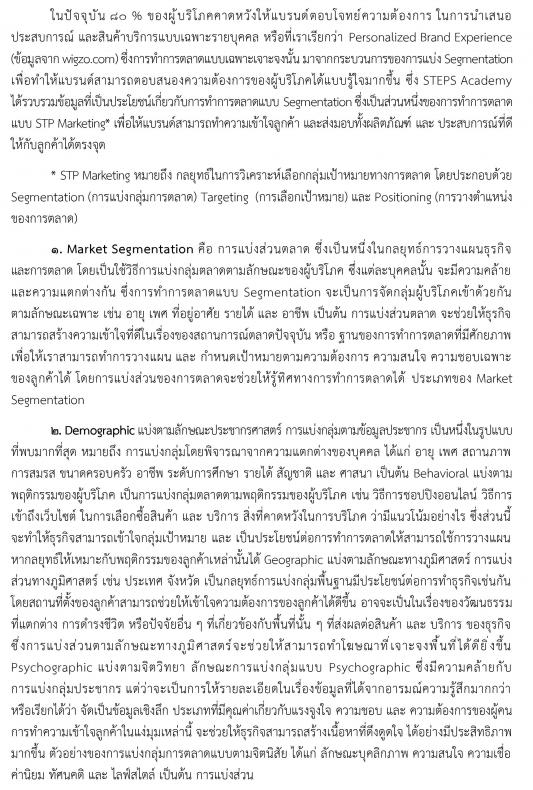 ในปัจจุบัน ๘๐ % ของผู้บริโภคคาดหวังให้แบรนด์ตอบโจทย์ความต้องการ ในการนำเสนอ
ประสบการณ์ และสินค้าบริการแบบเฉพาะรายบุคคล หรือที่เราเรียกว่า Personalized Brand Experience
(ข้อมูลจาก wigzo.com) ซึ่งการทำการตลาดแบบเฉพาะเจาะจงนั้น มาจากกระบวนการของการแบ่ง Segmentation
เพื่อทำให้แบรนด์สามารถตอบสนองความต้องการของผู้บริโภคได้แบบรู้ใจมากขึ้น ซึ่ง STEPS Academy
ได้รวบรวมข้อมูลที่เป็นประโยชน์เกี่ยวกับการทำการตลาดแบบ Segmentation ซึ่งเป็นส่วนหนึ่งของการทำการตลาด
แบบ STP Marketing* เพื่อให้แบรนด์สามารถทำความเข้าใจลูกค้า และส่งมอบทั้งผลิตภัณฑ์ และ ประสบการณ์ที่ดี
ให้กับลูกค้าได้ตรงจุด
* STP Marketing หมายถึง กลยุทธ์ในการวิเคราะห์เลือกกลุ่มเป้าหมายทางการตลาด โดยประกอบด้วย
Segmentation (การแบ่งกลุ่มการตลาด) Targeting (การเลือกเป้าหมาย) และ Positioning (การวางตำแหน่ง
ของการตลาด)
๑. Market Segmentation คือ การแบ่งส่วนตลาด ซึ่งเป็นหนึ่งในกลยุทธ์การวางแผนธุรกิจ
และการตลาด โดยเป็นใช้วิธีการแบ่งกลุ่มตลาดตามลักษณะของผู้บริโภค ซึ่งแต่ละบุคคลนั้น จะมีความคล้าย
และความแตกต่างกัน ซึ่งการทำการตลาดแบบ Segmentation จะเป็นการจัดกลุ่มผู้บริโภคเข้าด้วยกัน
ตามลักษณะเฉพาะ เช่น อายุ เพศ ที่อยู่อาศัย รายได้ และ อาชีพ เป็นต้น การแบ่งส่วนตลาด จะช่วยให้ธุรกิจ
สามารถสร้างความเข้าใจที่ดีในเรื่องของสถานการณ์ตลาดปัจจุบัน หรือ ฐานของการทำการตลาดที่มีศักยภาพ
เพื่อให้เราสามารถทำการวางแผน และ กำหนดเป้าหมายตามความต้องการ ความสนใจ ความชอบเฉพาะ
ของลูกค้าได้ โดยการแบ่งส่วนของการตลาดจะช่วยให้รู้ทิศทางการทำการตลาดได้ ประเภทของ Market
Segmentation
๒. Demographic แบ่งตามลักษณะประชากรศาสตร์ การแบ่งกลุ่มตามข้อมูลประชากร เป็นหนึ่งในรูปแบบ
ที่พบมากที่สุด หมายถึง การแบ่งกลุ่มโดยพิจารณาจากความแตกต่างของบุคคล ได้แก่ อายุ เพศ สถานภาพ
การสมรส ขนาดครอบครัว อาชีพ ระดับการศึกษา รายได้ สัญชาติ และ ศาสนา เป็นต้น Behavioral แบ่งตาม
พฤติกรรมของผู้บริโภค เป็นการแบ่งกลุ่มตลาดตามพฤติกรรมของผู้บริโภค เช่น วิธีการชอปปิงออนไลน์ วิธีการ
เข้าถึงเว็บไซต์ ในการเลือกซื้อสินค้า และ บริการ สิ่งที่คาดหวังในการบริโภค ว่ามีแนวโน้มอย่างไร ซึ่งส่วนนี้
จะทำให้ธุรกิจสามารถเข้าใจกลุ่มเป้าหมาย และ เป็นประโยชน์ต่อการทำการตลาดให้สามารถใช้การวางแผน
หากลยุทธ์ให้เหมาะกับพฤติกรรมของลูกค้าเหล่านั้นได้ Geographic แบ่งตามลักษณะทางภูมิศาสตร์ การแบ่ง
ส่วนทางภูมิศาสตร์ เช่น ประเทศ จังหวัด เป็นกลยุทธ์การแบ่งกลุ่มพื้นฐานมีประโยชน์ต่อการทำธุรกิจเช่นกัน
โดยสถานที่ตั้งของลูกค้าสามารถช่วยให้เข้าใจความต้องการของลูกค้าได้ดีขึ้น อาจจะเป็นในเรื่องของวัฒนธรรม
ที่แตกต่าง การดำรงชีวิต หรือปัจจัยอื่น ๆ ที่เกี่ยวข้องกับพื้นที่นั้น ๆ ที่ส่งผลต่อสินค้า และ บริการ ของธุรกิจ
ซึ่งการแบ่งส่วนตามลักษณะทางภูมิศาสตร์จะช่วยให้สามารถทำโฆษณาที่เจาะจงพื้นที่ได้ดียิ่งขึ้น
Psychographic แบ่งตามจิตวิทยา ลักษณะการแบ่งกลุ่มแบบ Psychographic ซึ่งมีความคล้ายกับ
การแบ่งกลุ่มประชากร แต่ว่าจะเป็นการให้รายละเอียดในเรื่องข้อมูลที่ได้จากอารมณ์ความรู้สึกมากกว่า
หรือเรียกได้ว่า จัดเป็นข้อมูลเชิงลึก ประเภทที่มีคุณค่าเกี่ยวกับแรงจูงใจ ความชอบ และ ความต้องการของผู้คน
การทำความเข้าใจลูกค้าในแง่มุมเหล่านี้ จะช่วยให้ธุรกิจสามารถสร้างเนื้อหาที่ดึงดูดใจ ได้อย่างมีประสิทธิภาพ
มากขึ้น ตัวอย่างของการแบ่งกลุ่มการตลาดแบบตามจิตนิสัย ได้แก่ ลักษณะบุคลิกภาพ ความสนใจ ความเชื่อ
ค่านิยม ทัศนคติ และ ไลฟ์สไตล์ เป็นต้น การแบ่งส่วน